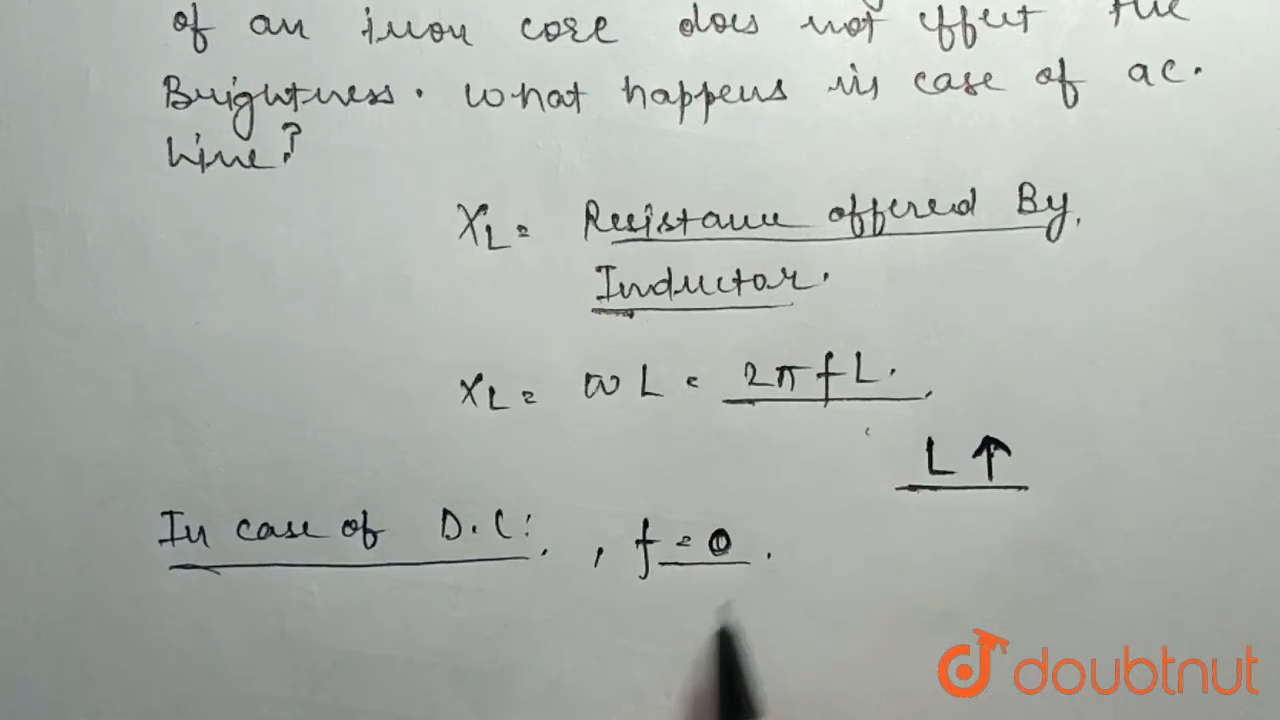 of an iron core does not effect the
Brightness. What happens in case of ac.
line?
XL = Resistance offered By,
Inductor.
XL = ωL = 2πfL.
L ↑
In case of D.C:, , f = 0.
doubtnut